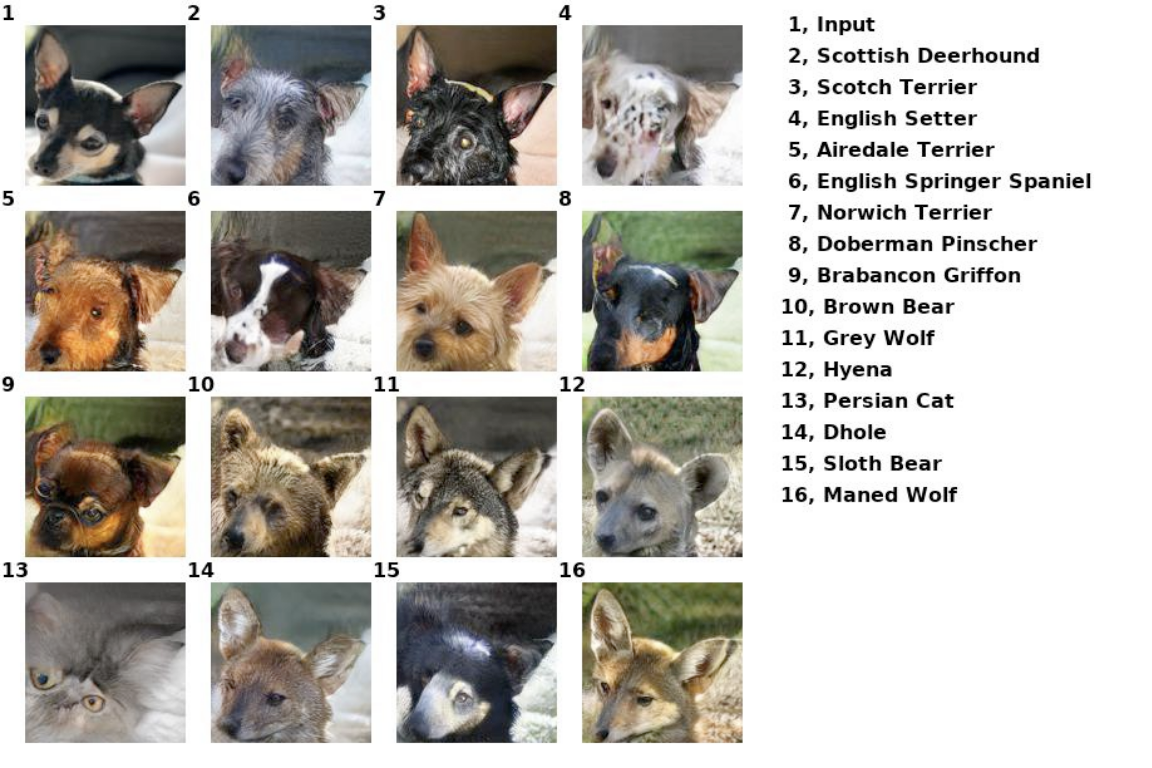 1 2 3 4
5 6 7 8
9 10 11 12
13 14 15 16
1, Input
2, Scottish Deerhound
3, Scotch Terrier
4, English Setter
5, Airedale Terrier
6, English Springer Spaniel
7, Norwich Terrier
8, Doberman Pinscher
9, Brabancon Griffon
10, Brown Bear
11, Grey Wolf
12, Hyena
13, Persian Cat
14, Dhole
15, Sloth Bear
16, Maned Wolf